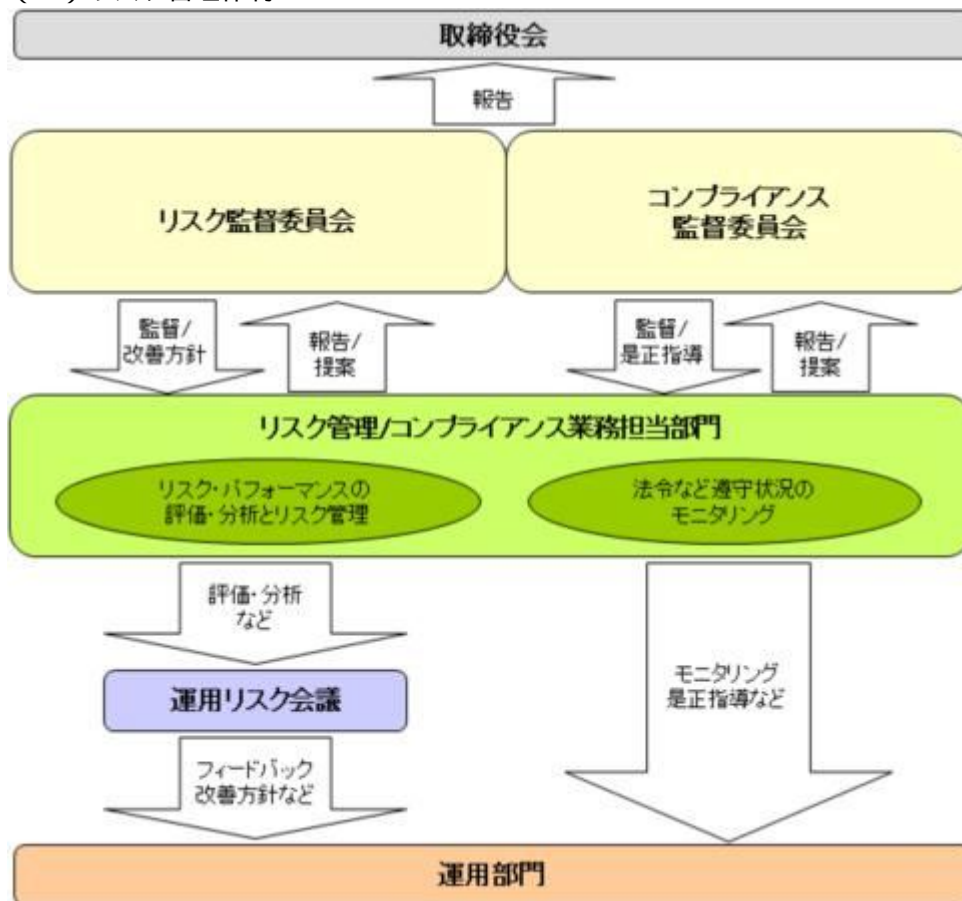 取締役会
報告
リスク監督委員会
コンプライアンス
監督委員会
監督/
改善方針
報告/
提案
監督/
是正指導
報告/
提案
リスク管理/コンプライアンス業務担当部門
リスク・パフォーマンスの
評価・分析とリスク管理
法令など遵守状況の
モニタリング
評価・分析
など
運用リスク会議
フィードバック
改善方針など
モニタリング
是正指導など
運用部門